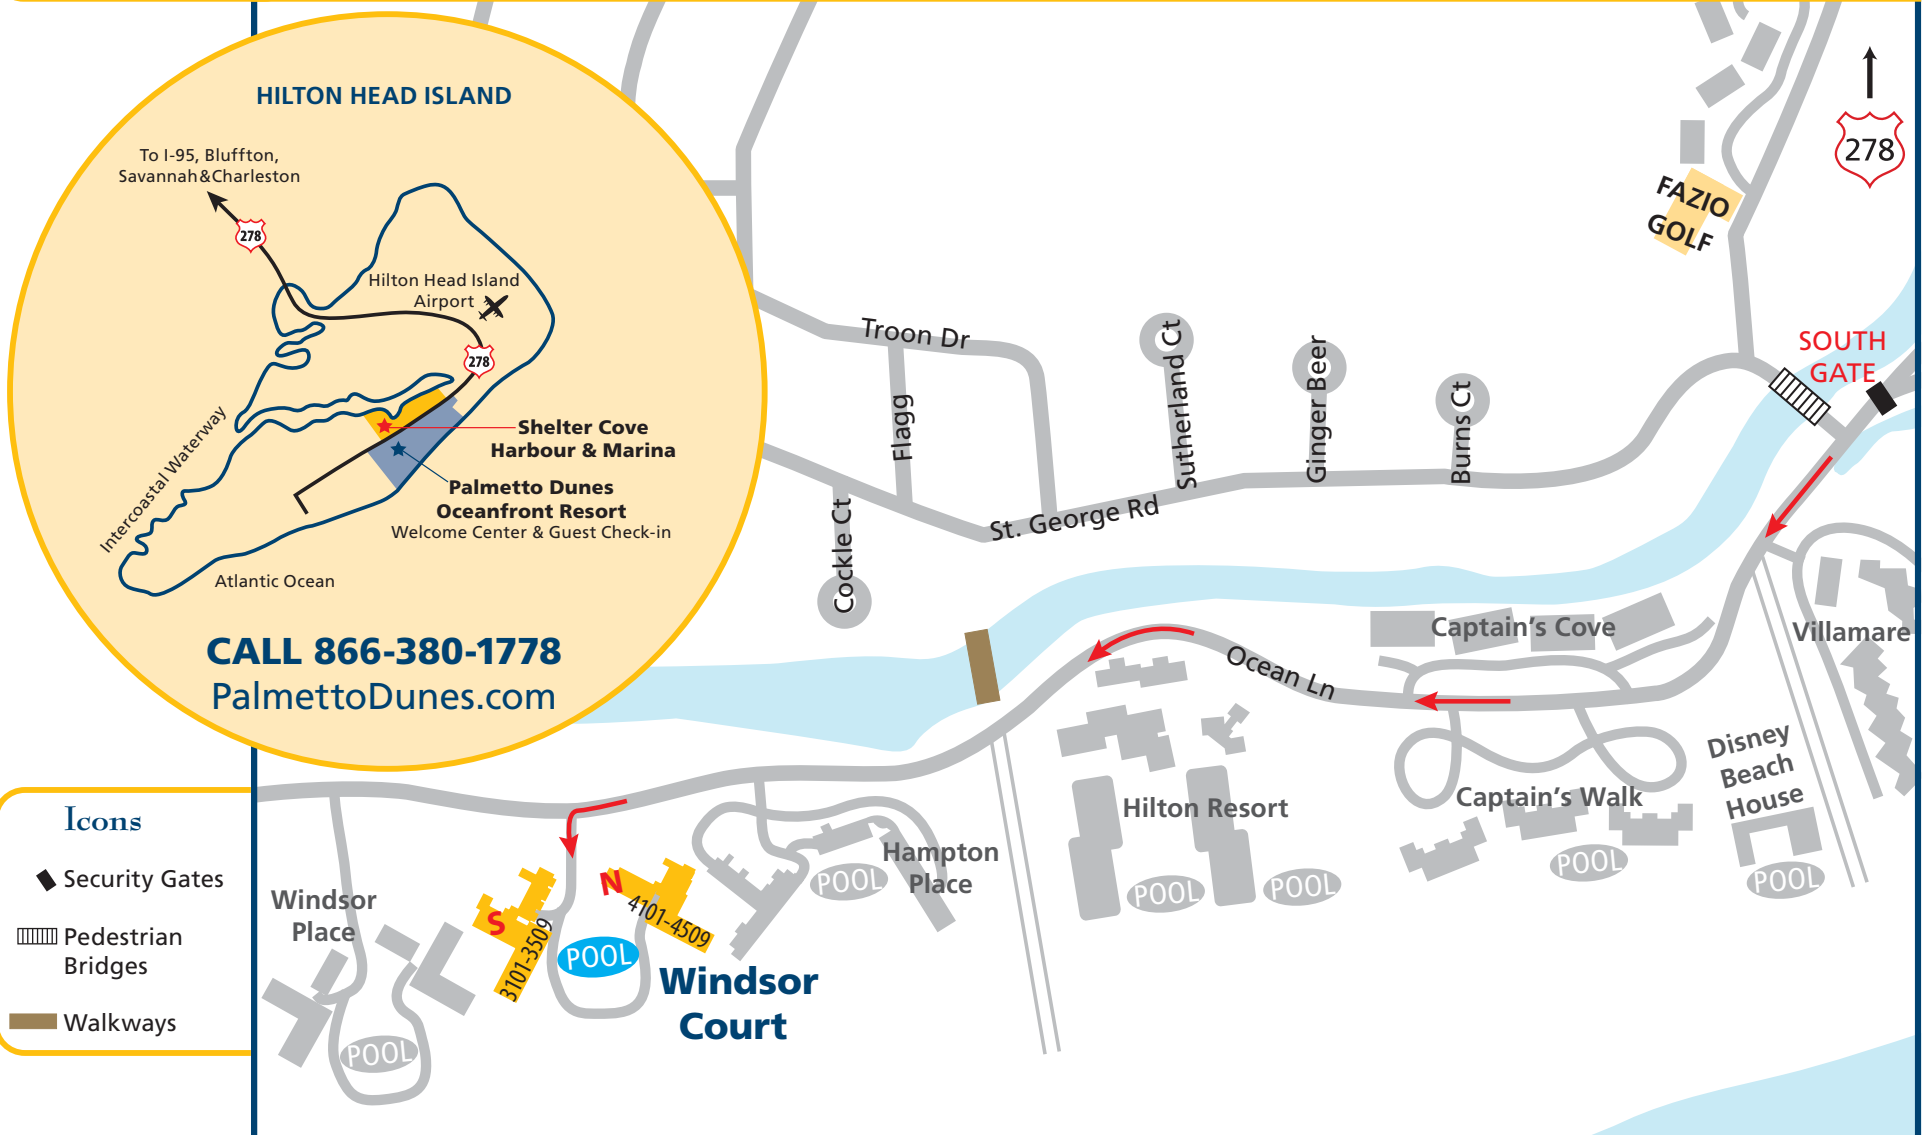 HILTON HEAD ISLAND
To I-95, Bluffton,
Savannah&Charleston
278
Hilton Head Island
Airport
278
Shelter Cove
Harbour & Marina
Palmetto Dunes
Oceanfront Resort
Welcome Center & Guest Check-in
Intercoastal Waterway
Atlantic Ocean
CALL 866-380-1778
PalmettoDunes.com
278
FAZIO
GOLF
SOUTH
GATE
Troon Dr
Flagg
Sutherland Ct
Ginger Beer
Burns Ct
Cockle Ct
St. George Rd
Ocean Ln
Captain's Cove
Villamare
Disney
Beach
House
POOL
Captain's Walk
POOL
Hilton Resort
POOL
POOL
Hampton
Place
POOL
N
4101-4509
S
3101-3509
POOL
Windsor
Court
Windsor
Place
POOL
Icons
Security Gates
Pedestrian
Bridges
Walkways